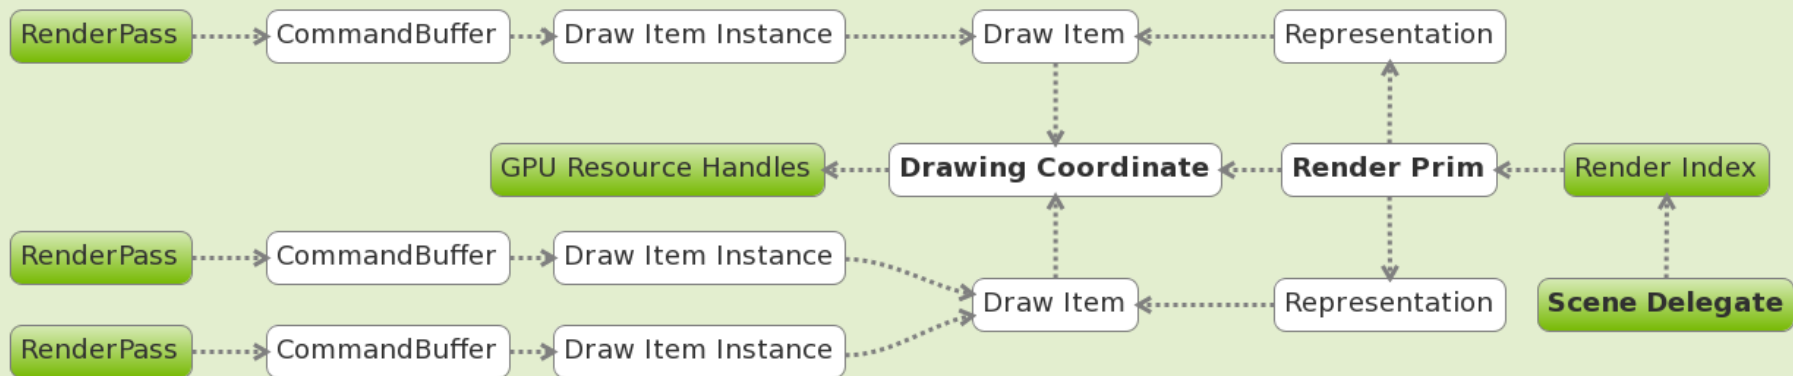 RenderPass
CommandBuffer
Draw Item Instance
Draw Item
Representation
GPU Resource Handles
Drawing Coordinate
Render Prim
Render Index
RenderPass
CommandBuffer
Draw Item Instance
Draw Item
Representation
Scene Delegate
RenderPass
CommandBuffer
Draw Item Instance